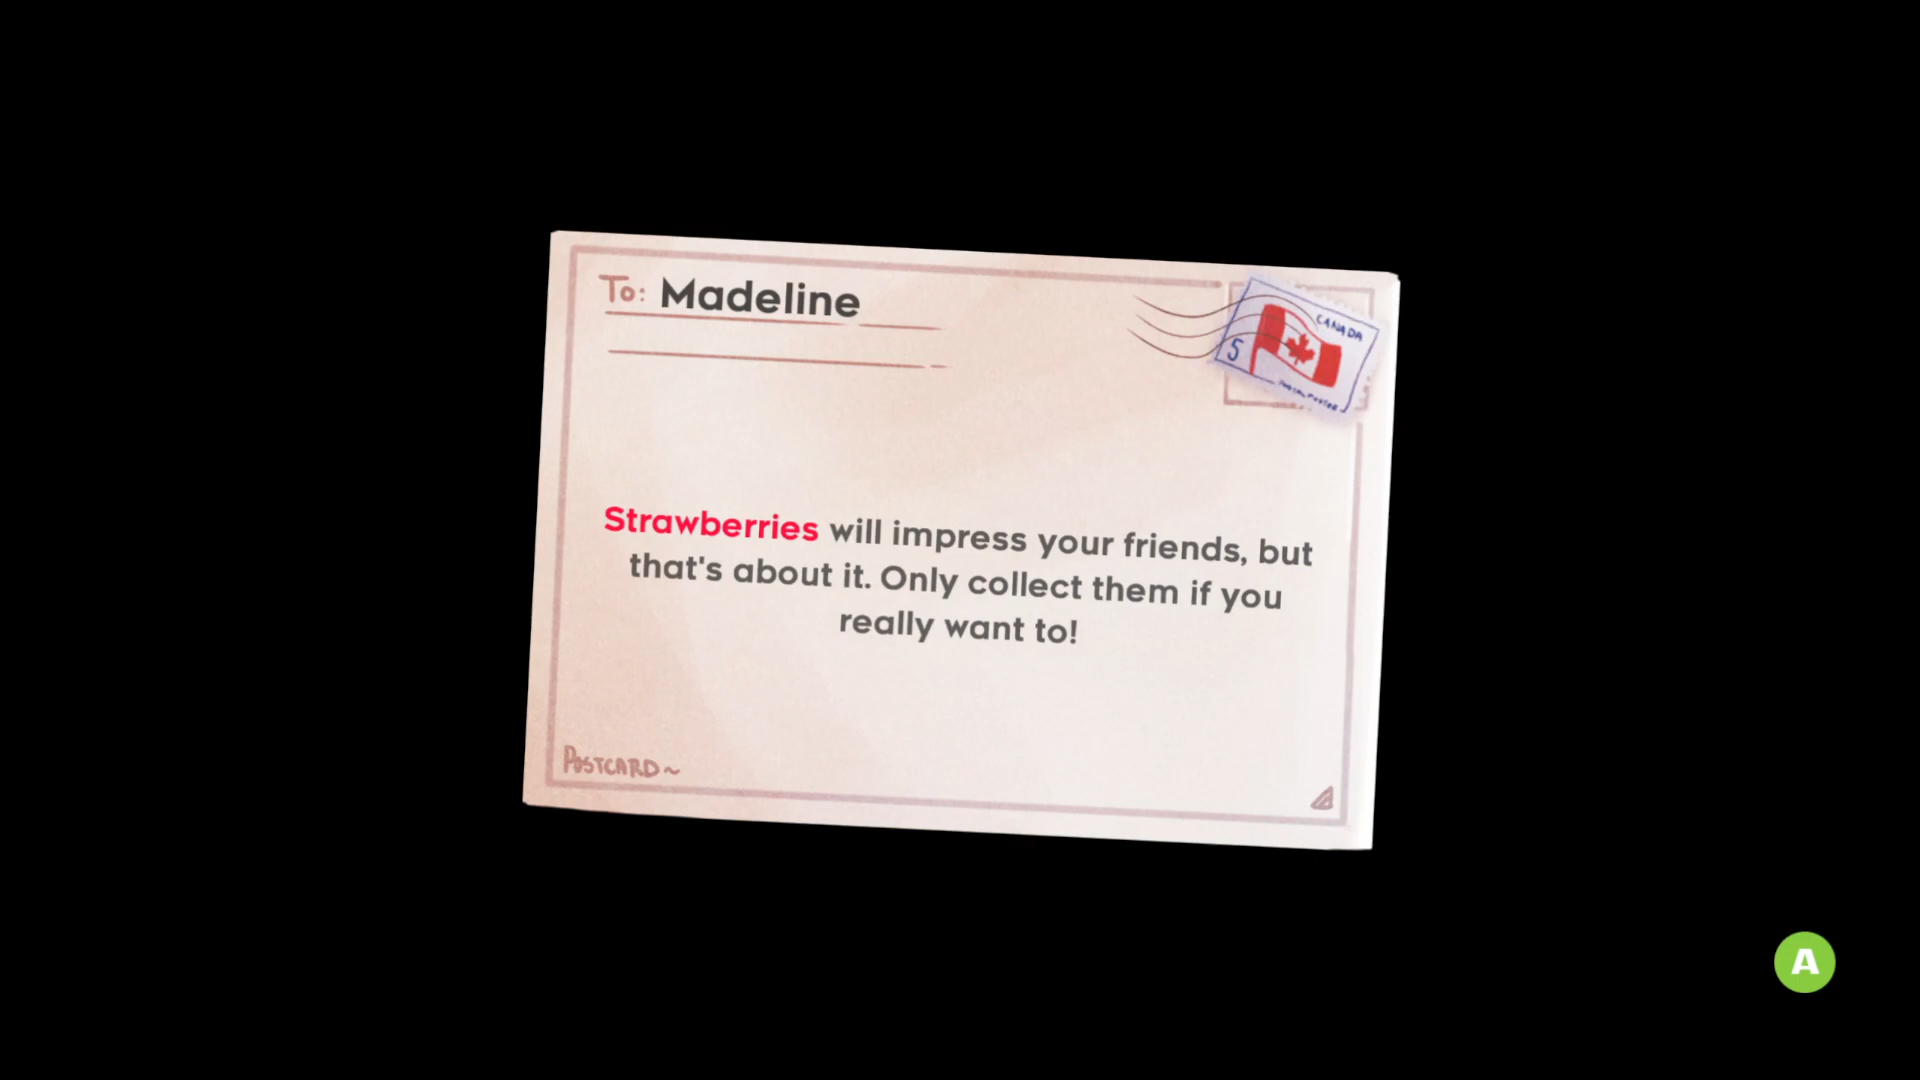 To: Madeline
CANADA
5
Strawberries will impress your friends, but
that's about it. Only collect them if you
really want to!
POSTCARD~
A